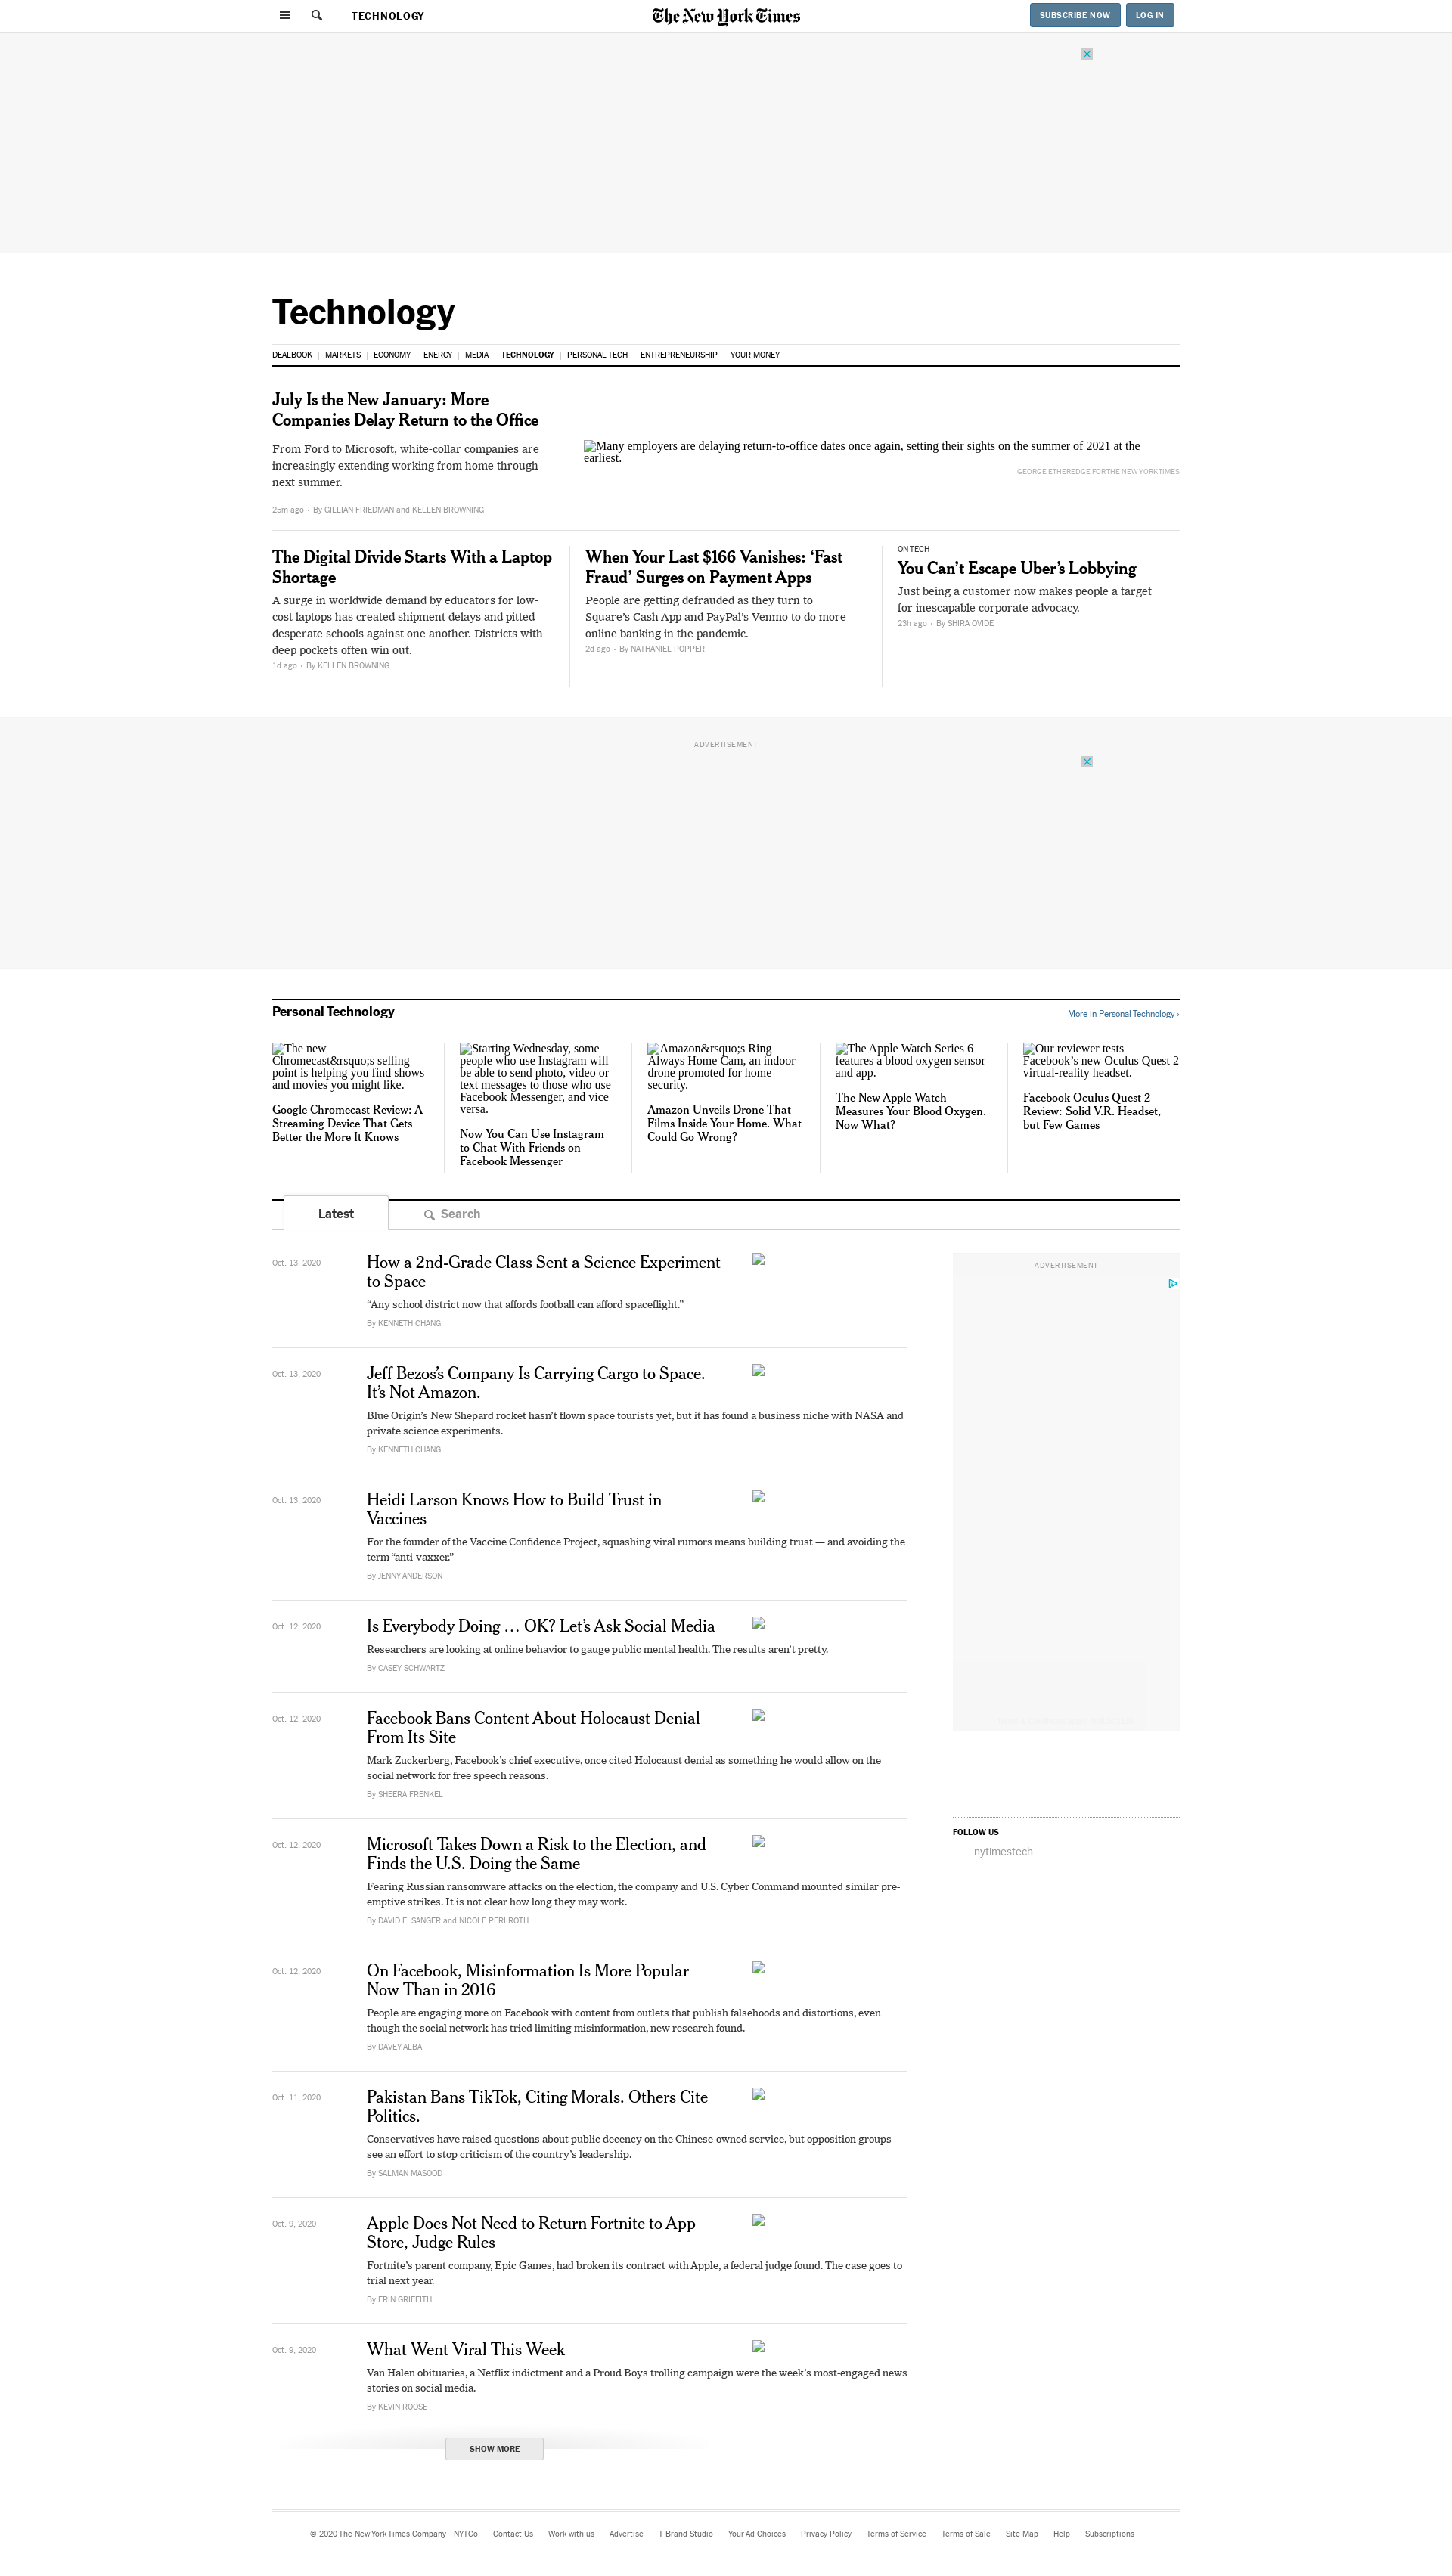 TECHNOLOGY
The New York Times
SUBSCRIBE NOW
LOG IN
Technology
DEALBOOK
MARKETS
ECONOMY
ENERGY
MEDIA
TECHNOLOGY
PERSONAL TECH
ENTREPRENEURSHIP
YOUR MONEY
July Is the New January: More
Companies Delay Return to the Office
From Ford to Microsoft, white-collar companies are
increasingly extending working from home through
next summer.
25m ago • By GILLIAN FRIEDMAN and KELLEN BROWNING
Many employers are delaying return-to-office dates once again, setting their sights on the summer of 2021 at the
earliest.
GEORGE ETHEREDGE FOR THE NEW YORK TIMES
The Digital Divide Starts With a Laptop
Shortage
A surge in worldwide demand by educators for low-
cost laptops has created shipment delays and pitted
desperate schools against one another. Districts with
deep pockets often win out.
1d ago • By KELLEN BROWNING
When Your Last $166 Vanishes: ‘Fast
Fraud’ Surges on Payment Apps
People are getting defrauded as they turn to
Square’s Cash App and PayPal’s Venmo to do more
online banking in the pandemic.
2d ago • By NATHANIEL POPPER
ON TECH
You Can’t Escape Uber’s Lobbying
Just being a customer now makes people a target
for inescapable corporate advocacy.
23h ago • By SHIRA OVIDE
ADVERTISEMENT
Personal Technology
More in Personal Technology ›
The new
Chromecast&rsquo;s selling
point is helping you find shows
and movies you might like.
Google Chromecast Review: A
Streaming Device That Gets
Better the More It Knows
Starting Wednesday, some
people who use Instagram will
be able to send photo, video or
text messages to those who use
Facebook Messenger, and vice
versa.
Now You Can Use Instagram
to Chat With Friends on
Facebook Messenger
Amazon&rsquo;s Ring
Always Home Cam, an indoor
drone promoted for home
security.
Amazon Unveils Drone That
Films Inside Your Home. What
Could Go Wrong?
The Apple Watch Series 6
features a blood oxygen sensor
and app.
The New Apple Watch
Measures Your Blood Oxygen.
Now What?
Our reviewer tests
Facebook’s new Oculus Quest 2
virtual-reality headset.
Facebook Oculus Quest 2
Review: Solid V.R. Headset,
but Few Games
Latest
Search
Oct. 13, 2020
How a 2nd-Grade Class Sent a Science Experiment
to Space
“Any school district now that affords football can afford spaceflight.”
By KENNETH CHANG
Oct. 13, 2020
Jeff Bezos’s Company Is Carrying Cargo to Space.
It’s Not Amazon.
Blue Origin’s New Shepard rocket hasn’t flown space tourists yet, but it has found a business niche with NASA and
private science experiments.
By KENNETH CHANG
Oct. 13, 2020
Heidi Larson Knows How to Build Trust in
Vaccines
For the founder of the Vaccine Confidence Project, squashing viral rumors means building trust — and avoiding the
term “anti-vaxxer.”
By JENNY ANDERSON
Oct. 12, 2020
Is Everybody Doing … OK? Let’s Ask Social Media
Researchers are looking at online behavior to gauge public mental health. The results aren’t pretty.
By CASEY SCHWARTZ
Oct. 12, 2020
Facebook Bans Content About Holocaust Denial
From Its Site
Mark Zuckerberg, Facebook’s chief executive, once cited Holocaust denial as something he would allow on the
social network for free speech reasons.
By SHEERA FRENKEL
Oct. 12, 2020
Microsoft Takes Down a Risk to the Election, and
Finds the U.S. Doing the Same
Fearing Russian ransomware attacks on the election, the company and U.S. Cyber Command mounted similar pre-
emptive strikes. It is not clear how long they may work.
By DAVID E. SANGER and NICOLE PERLROTH
Oct. 12, 2020
On Facebook, Misinformation Is More Popular
Now Than in 2016
People are engaging more on Facebook with content from outlets that publish falsehoods and distortions, even
though the social network has tried limiting misinformation, new research found.
By DAVEY ALBA
Oct. 11, 2020
Pakistan Bans TikTok, Citing Morals. Others Cite
Politics.
Conservatives have raised questions about public decency on the Chinese-owned service, but opposition groups
see an effort to stop criticism of the country’s leadership.
By SALMAN MASOOD
Oct. 9, 2020
Apple Does Not Need to Return Fortnite to App
Store, Judge Rules
Fortnite’s parent company, Epic Games, had broken its contract with Apple, a federal judge found. The case goes to
trial next year.
By ERIN GRIFFITH
Oct. 9, 2020
What Went Viral This Week
Van Halen obituaries, a Netflix indictment and a Proud Boys trolling campaign were the week’s most-engaged news
stories on social media.
By KEVIN ROOSE
SHOW MORE
ADVERTISEMENT
FOLLOW US
nytimestech
© 2020 The New York Times Company
NYTCo
Contact Us
Work with us
Advertise
T Brand Studio
Your Ad Choices
Privacy Policy
Terms of Service
Terms of Sale
Site Map
Help
Subscriptions